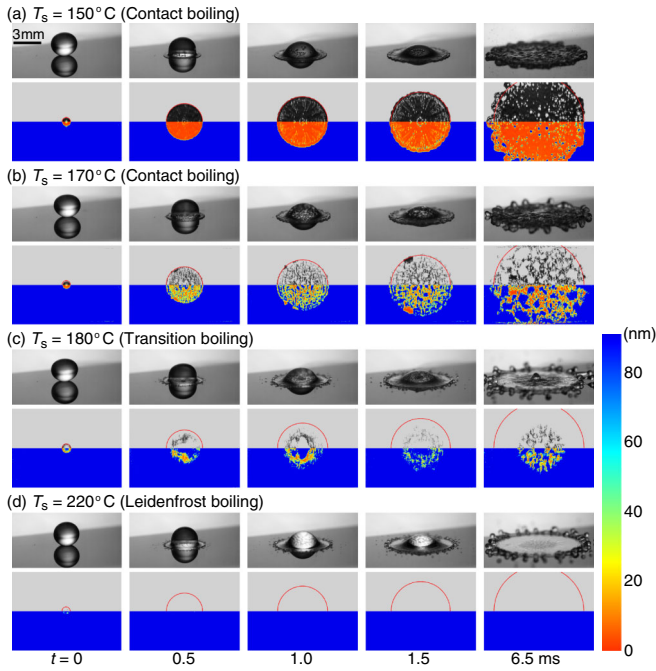 (a) Ts = 150°C (Contact boiling)
3mm
(b) Ts = 170°C (Contact boiling)
(c) Ts = 180°C (Transition boiling)
(nm)
80
60
40
20
0
(d) Ts = 220°C (Leidenfrost boiling)
t = 0 0.5 1.0 1.5 6.5 ms